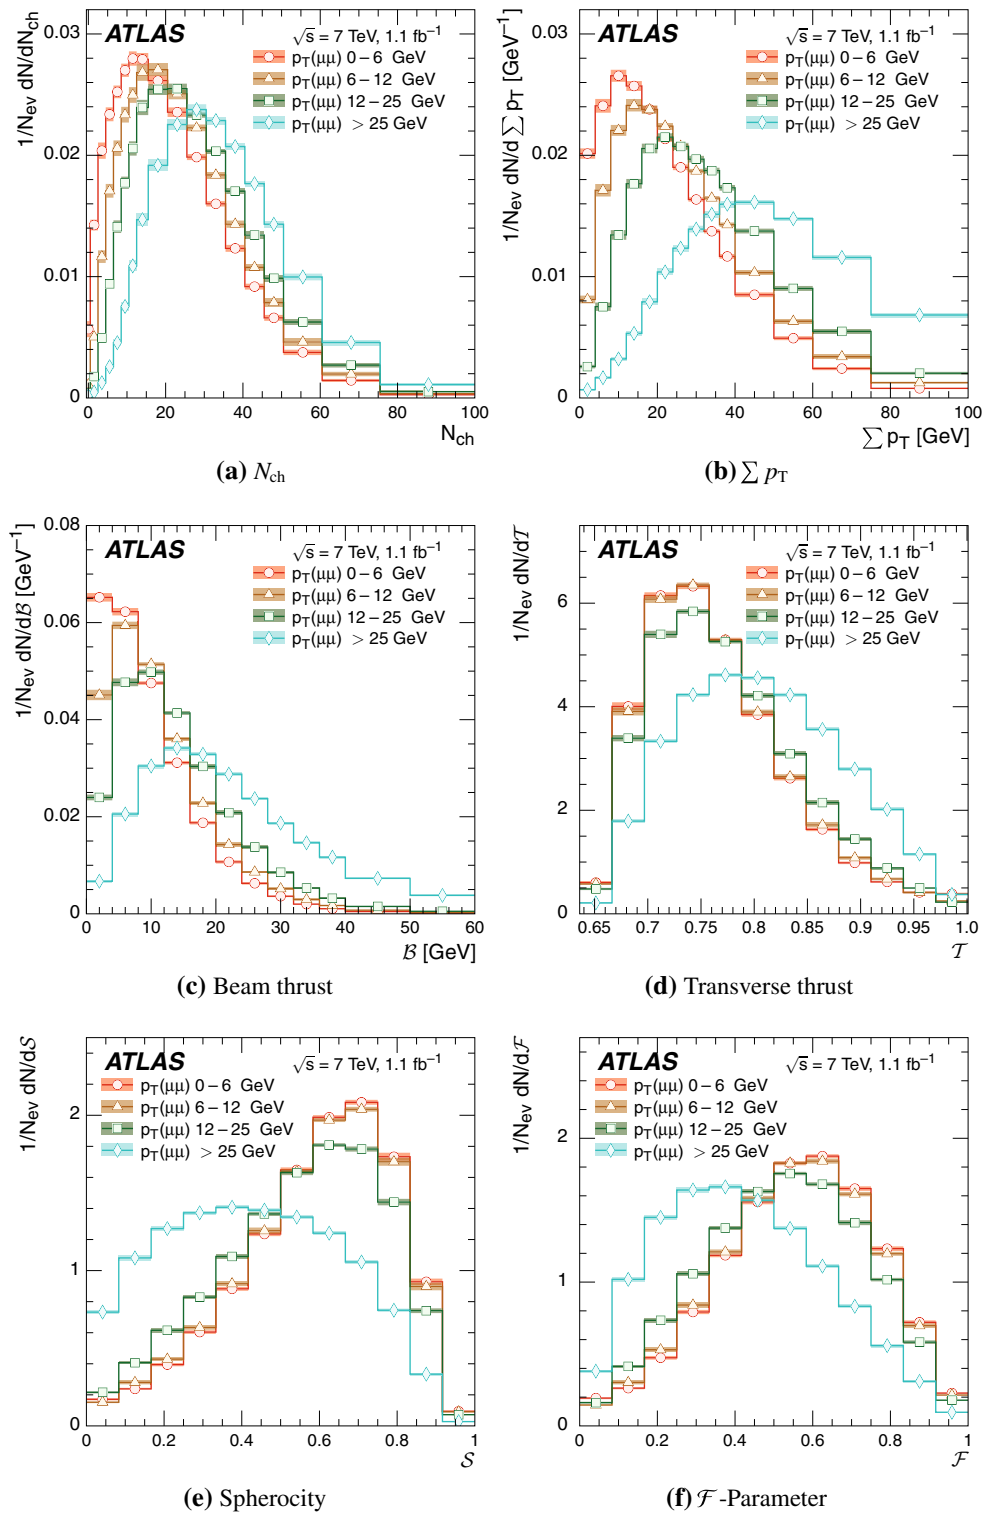 ATLAS
√s = 7 TeV, 1.1 fb⁻¹
p_T(μμ) 0 – 6 GeV
p_T(μμ) 6 – 12 GeV
p_T(μμ) 12 – 25 GeV
p_T(μμ) > 25 GeV
1/N_ev dN/dN_ch
0.03
0.02
0.01
0
0 20 40 60 80 100
N_ch
(a) N_ch
ATLAS
√s = 7 TeV, 1.1 fb⁻¹
p_T(μμ) 0 – 6 GeV
p_T(μμ) 6 – 12 GeV
p_T(μμ) 12 – 25 GeV
p_T(μμ) > 25 GeV
1/N_ev dN/d∑ p_T [GeV⁻¹]
0.03
0.02
0.01
0
0 20 40 60 80 100
∑ p_T [GeV]
(b) ∑ p_T
ATLAS
√s = 7 TeV, 1.1 fb⁻¹
p_T(μμ) 0 – 6 GeV
p_T(μμ) 6 – 12 GeV
p_T(μμ) 12 – 25 GeV
p_T(μμ) > 25 GeV
1/N_ev dN/dℬ [GeV⁻¹]
0.08
0.06
0.04
0.02
0
0 10 20 30 40 50 60
ℬ [GeV]
(c) Beam thrust
ATLAS
√s = 7 TeV, 1.1 fb⁻¹
p_T(μμ) 0 – 6 GeV
p_T(μμ) 6 – 12 GeV
p_T(μμ) 12 – 25 GeV
p_T(μμ) > 25 GeV
1/N_ev dN/d𝒯
6
4
2
0
0.65 0.7 0.75 0.8 0.85 0.9 0.95 1.0
𝒯
(d) Transverse thrust
ATLAS
√s = 7 TeV, 1.1 fb⁻¹
p_T(μμ) 0 – 6 GeV
p_T(μμ) 6 – 12 GeV
p_T(μμ) 12 – 25 GeV
p_T(μμ) > 25 GeV
1/N_ev dN/d𝒮
2
1
0
0 0.2 0.4 0.6 0.8 1
𝒮
(e) Spherocity
ATLAS
√s = 7 TeV, 1.1 fb⁻¹
p_T(μμ) 0 – 6 GeV
p_T(μμ) 6 – 12 GeV
p_T(μμ) 12 – 25 GeV
p_T(μμ) > 25 GeV
1/N_ev dN/dℱ
2
1
0
0 0.2 0.4 0.6 0.8 1
ℱ
(f) ℱ -Parameter